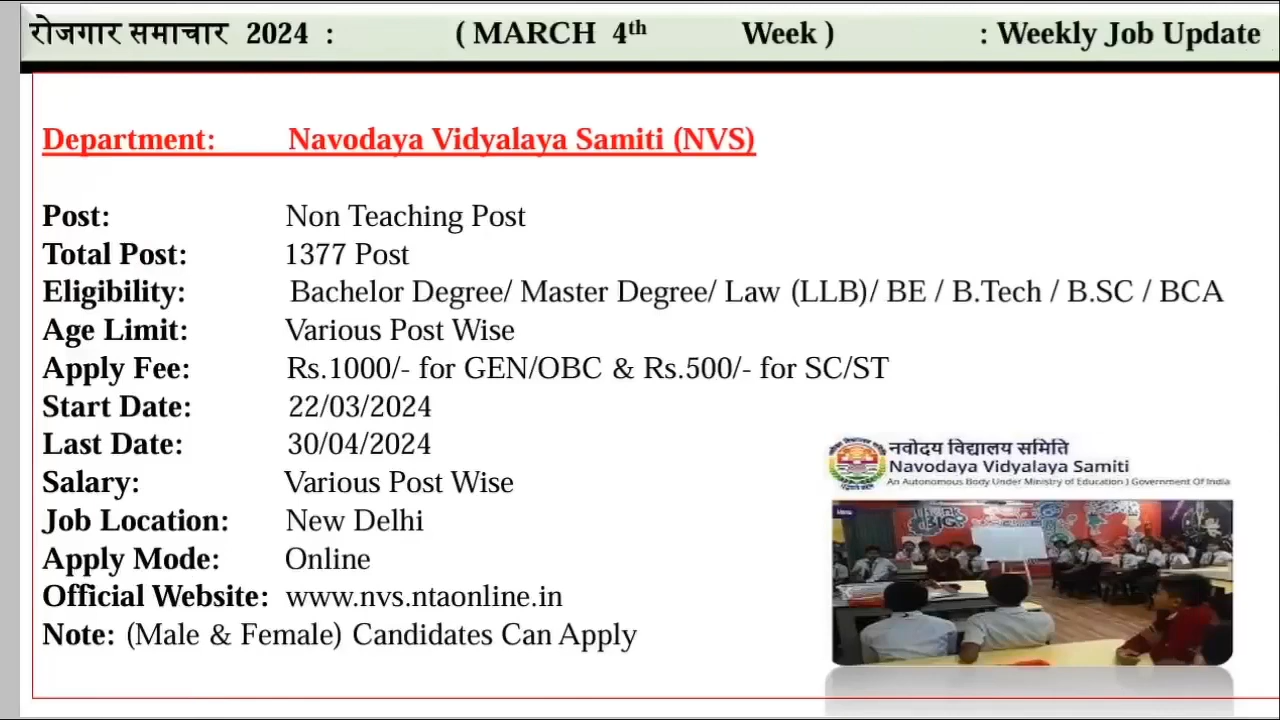 रोजगार समाचार 2024 : ( MARCH 4th Week ) : Weekly Job Update
Department: Navodaya Vidyalaya Samiti (NVS)
Post: Non Teaching Post
Total Post: 1377 Post
Eligibility: Bachelor Degree/ Master Degree/ Law (LLB)/ BE / B.Tech / B.SC / BCA
Age Limit: Various Post Wise
Apply Fee: Rs.1000/- for GEN/OBC & Rs.500/- for SC/ST
Start Date: 22/03/2024
Last Date: 30/04/2024
Salary: Various Post Wise
Job Location: New Delhi
Apply Mode: Online
Official Website: www.nvs.ntaonline.in
Note: (Male & Female) Candidates Can Apply
नवोदय विद्यालय समिति
Navodaya Vidyalaya Samiti
An Autonomous Body Under Ministry of Education ) Government Of India
Menu
THINK
BIG